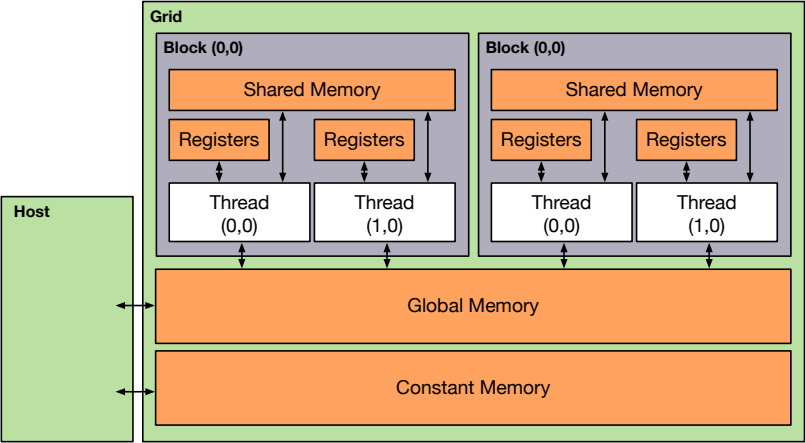 Grid
Block (0,0)
Block (0,0)
Shared Memory
Shared Memory
Registers
Registers
Registers
Registers
Host
Thread
(0,0)
Thread
(1,0)
Thread
(0,0)
Thread
(1,0)
Global Memory
Constant Memory